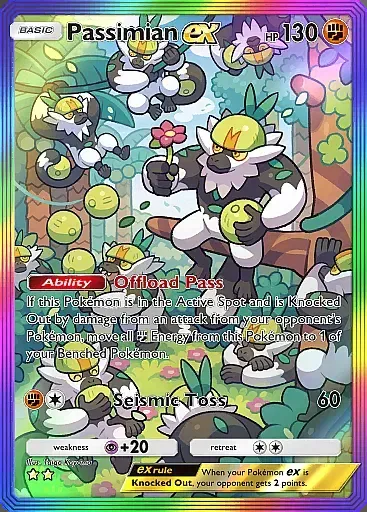 BASIC
Passimian ex
HP 130
Ability
Offload Pass
If this Pokémon is in the Active Spot and is Knocked
Out by damage from an attack from your opponent's
Pokémon, move all Energy from this Pokémon to 1 of
your Benched Pokémon.
Seismic Toss
60
weakness
+20
retreat
Illus.
ex rule
When your Pokémon ex is
Knocked Out, your opponent gets 2 points.